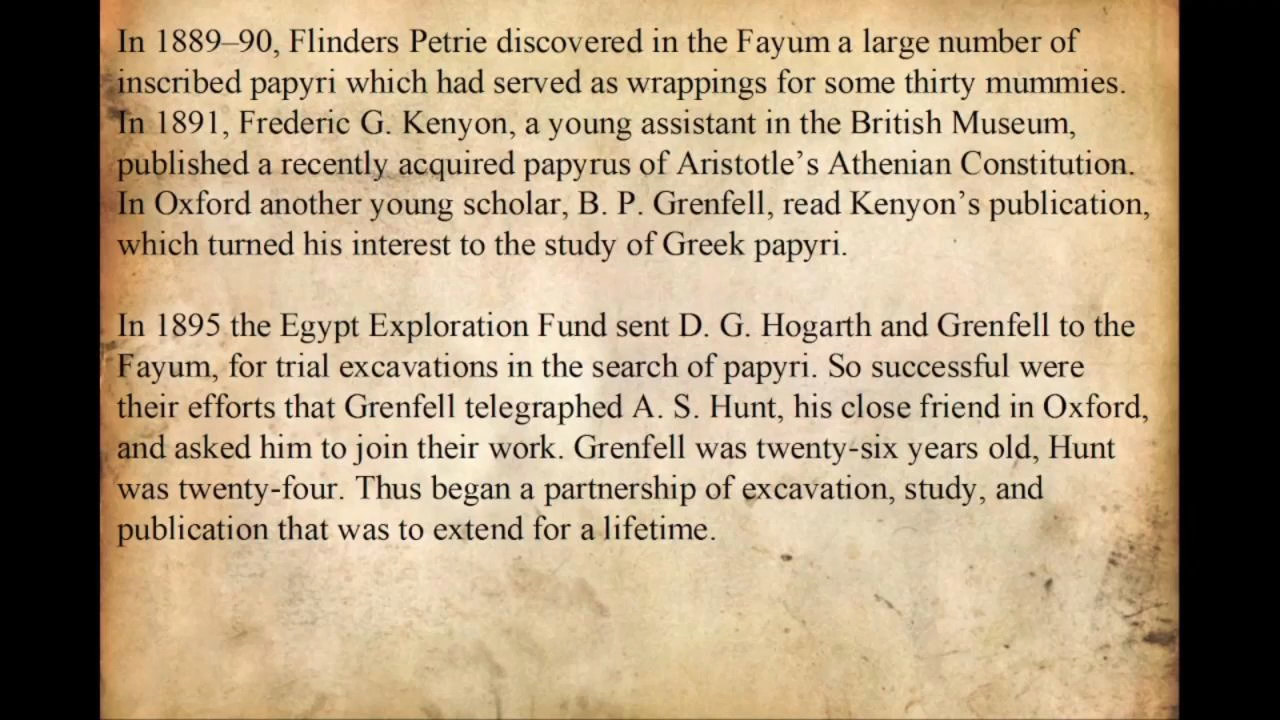 In 1889–90, Flinders Petrie discovered in the Fayum a large number of
inscribed papyri which had served as wrappings for some thirty mummies.
In 1891, Frederic G. Kenyon, a young assistant in the British Museum,
published a recently acquired papyrus of Aristotle’s Athenian Constitution.
In Oxford another young scholar, B. P. Grenfell, read Kenyon’s publication,
which turned his interest to the study of Greek papyri.

In 1895 the Egypt Exploration Fund sent D. G. Hogarth and Grenfell to the
Fayum, for trial excavations in the search of papyri. So successful were
their efforts that Grenfell telegraphed A. S. Hunt, his close friend in Oxford,
and asked him to join their work. Grenfell was twenty-six years old, Hunt
was twenty-four. Thus began a partnership of excavation, study, and
publication that was to extend for a lifetime.